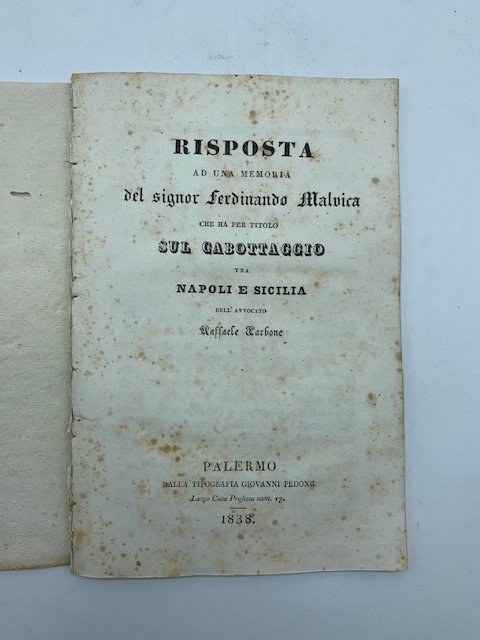 RISPOSTA
AD UNA MEMORIA
del signor Ferdinando Malvica
CHE HA PER TITOLO
SUL CABOTTAGGIO
TRA
NAPOLI E SICILIA
DELL' AVVOCATO
Raffaele Carbone
PALERMO
DALLA TIPOGRAFIA GIOVANNI PEDONE
Largo Casa Professa num. 17.
1838.